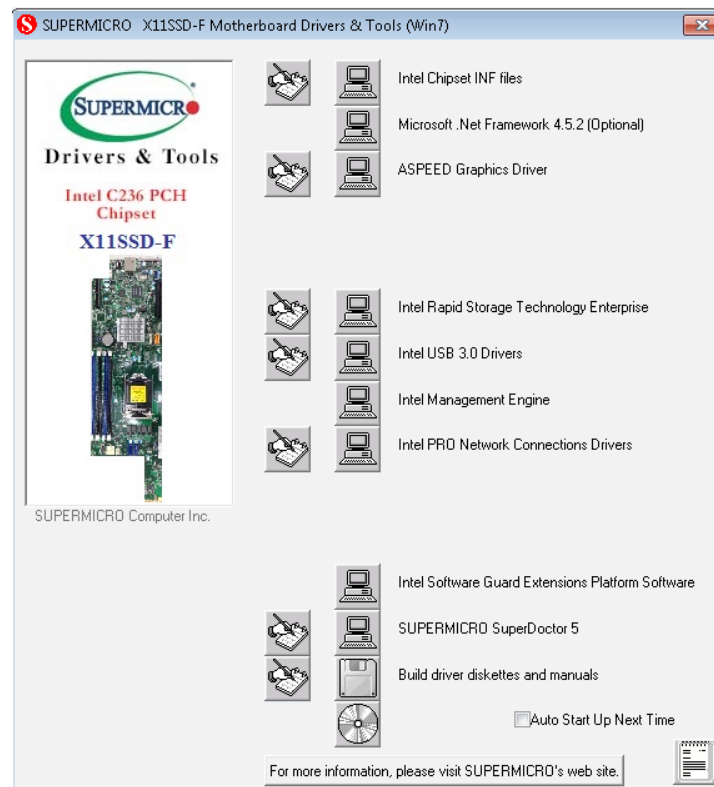 SUPERMICRO X11SSD-F Motherboard Drivers & Tools (Win7)
SUPERMICRO
Drivers & Tools
Intel C236 PCH
Chipset
X11SSD-F
SUPERMICRO Computer Inc.
Intel Chipset INF files
Microsoft .Net Framework 4.5.2 (Optional)
ASPEED Graphics Driver
Intel Rapid Storage Technology Enterprise
Intel USB 3.0 Drivers
Intel Management Engine
Intel PRO Network Connections Drivers
Intel Software Guard Extensions Platform Software
SUPERMICRO SuperDoctor 5
Build driver diskettes and manuals
Auto Start Up Next Time
For more information, please visit SUPERMICRO's web site.